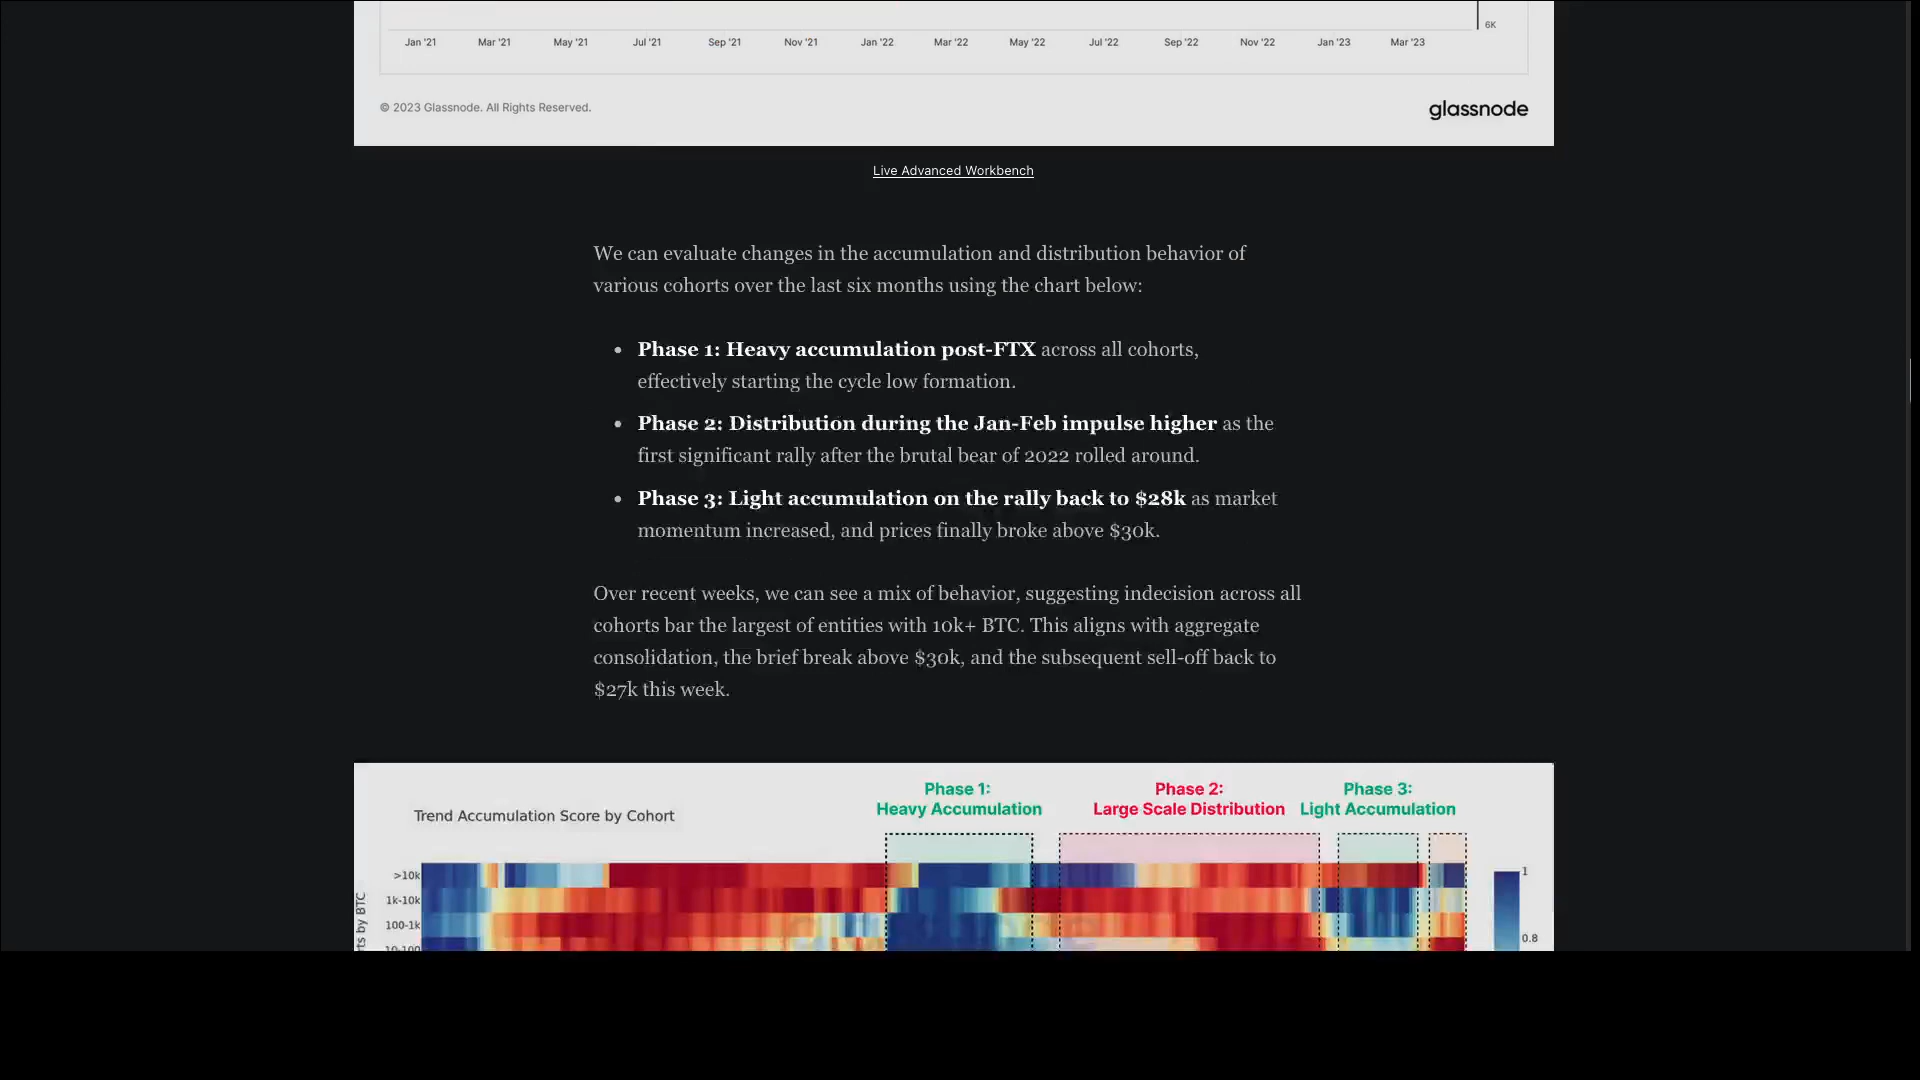 6K
Jan '21 Mar '21 May '21 Jul '21 Sep '21 Nov '21 Jan '22 Mar '22 May '22 Jul '22 Sep '22 Nov '22 Jan '23 Mar '23
© 2023 Glassnode. All Rights Reserved.
glassnode
Live Advanced Workbench
We can evaluate changes in the accumulation and distribution behavior of
various cohorts over the last six months using the chart below:
• Phase 1: Heavy accumulation post-FTX across all cohorts,
effectively starting the cycle low formation.
• Phase 2: Distribution during the Jan-Feb impulse higher as the
first significant rally after the brutal bear of 2022 rolled around.
• Phase 3: Light accumulation on the rally back to $28k as market
momentum increased, and prices finally broke above $30k.
Over recent weeks, we can see a mix of behavior, suggesting indecision across all
cohorts bar the largest of entities with 10k+ BTC. This aligns with aggregate
consolidation, the brief break above $30k, and the subsequent sell-off back to
$27k this week.
Phase 1:
Heavy Accumulation
Phase 2:
Large Scale Distribution
Phase 3:
Light Accumulation
Trend Accumulation Score by Cohort
>10k
1k-10k
100-1k
10-100
ts by BTC
1
0.8